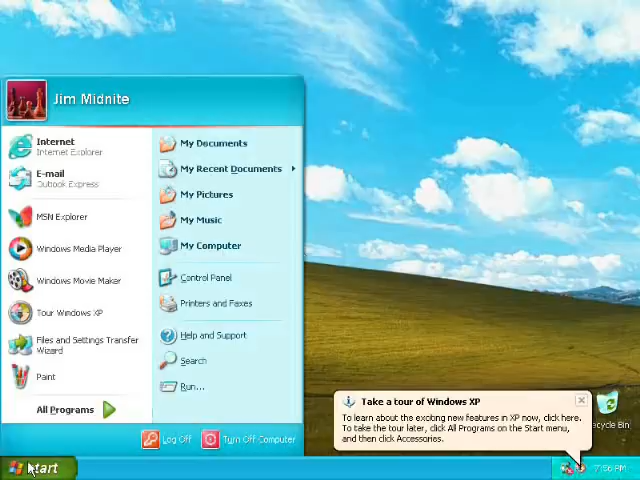 Jim Midnite
Internet
Internet Explorer
E-mail
Outlook Express
MSN Explorer
Windows Media Player
Windows Movie Maker
Tour Windows XP
Files and Settings Transfer
Wizard
Paint
All Programs
My Documents
My Recent Documents
My Pictures
My Music
My Computer
Control Panel
Printers and Faxes
Help and Support
Search
Run...
Log Off
Turn Off Computer
Take a tour of Windows XP
To learn about the exciting new features in XP now, click here.
To take the tour later, click All Programs on the Start menu,
and then click Accessories.
ecycle Bin
start
7:56 PM